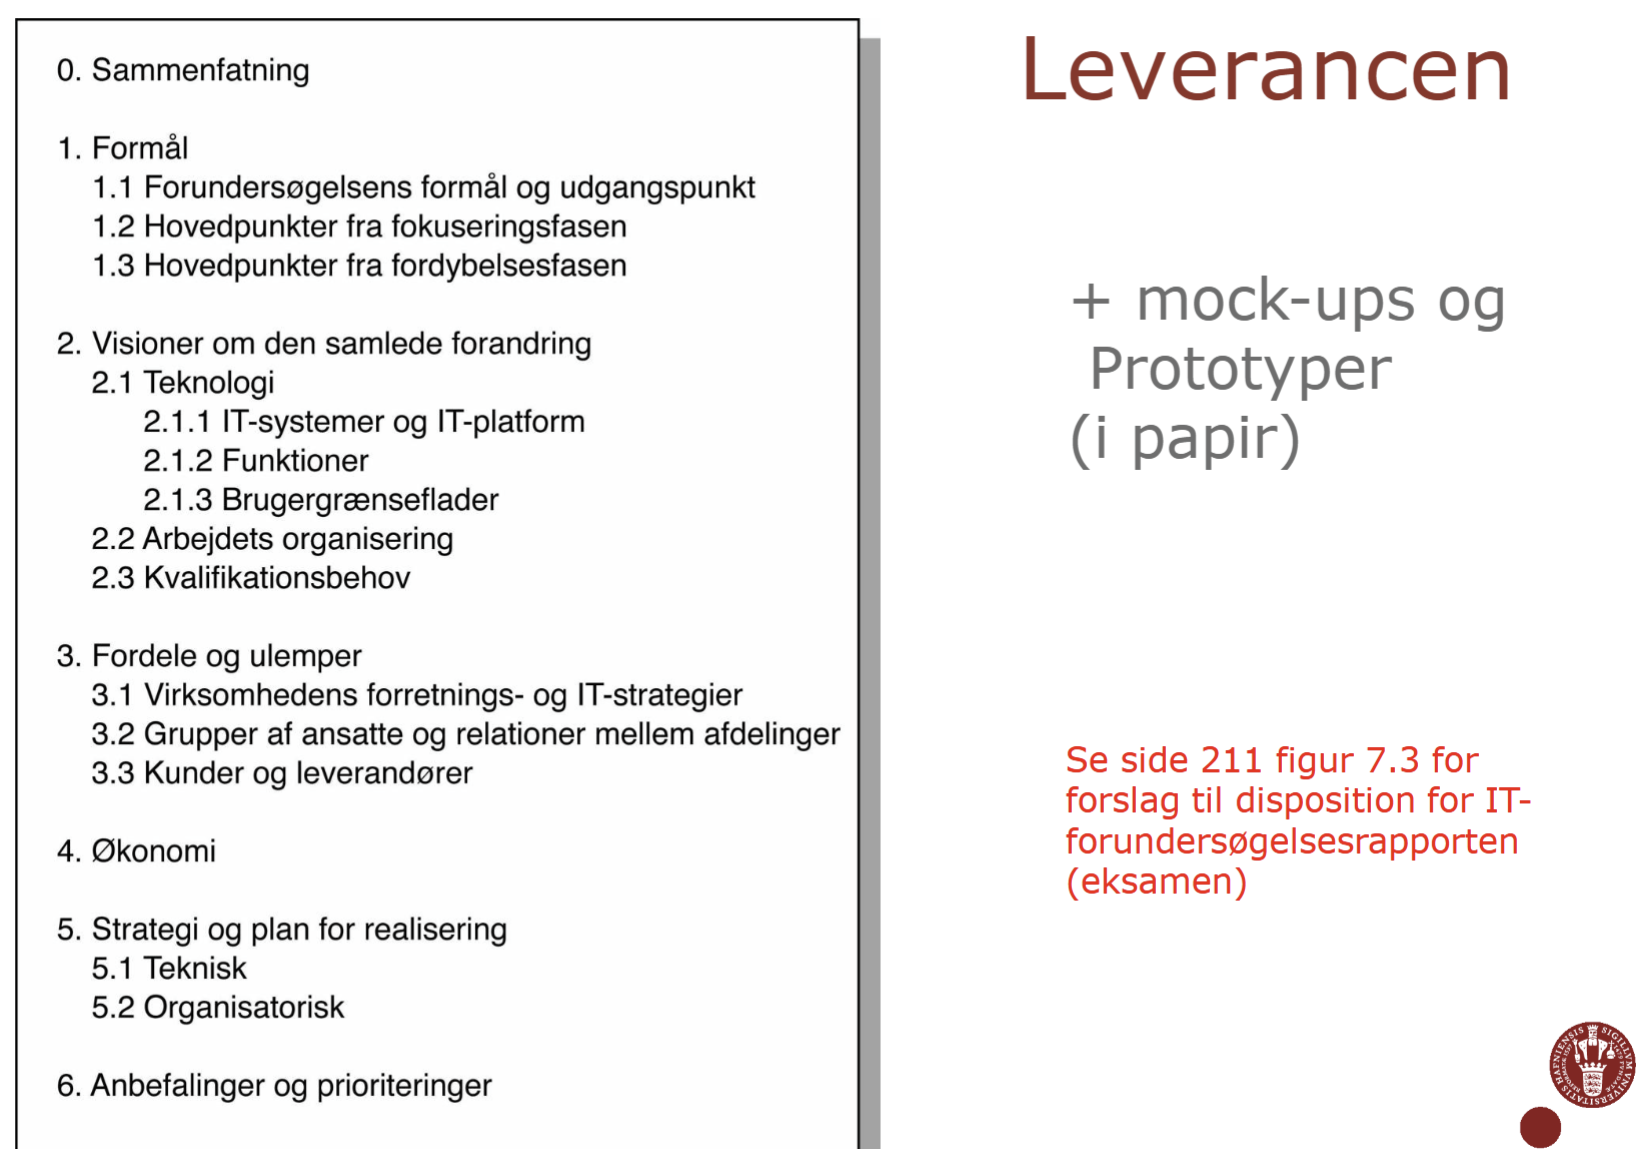 0. Sammenfatning
1. Formål
1.1 Forundersøgelsens formål og udgangspunkt
1.2 Hovedpunkter fra fokuseringsfasen
1.3 Hovedpunkter fra fordybelsesfasen
2. Visioner om den samlede forandring
2.1 Teknologi
2.1.1 IT-systemer og IT-platform
2.1.2 Funktioner
2.1.3 Brugergrænseflader
2.2 Arbejdets organisering
2.3 Kvalifikationsbehov
3. Fordele og ulemper
3.1 Virksomhedens forretnings- og IT-strategier
3.2 Grupper af ansatte og relationer mellem afdelinger
3.3 Kunder og leverandører
4. Økonomi
5. Strategi og plan for realisering
5.1 Teknisk
5.2 Organisatorisk
6. Anbefalinger og prioriteringer
Leverancen
+ mock-ups og
Prototyper
(i papir)
Se side 211 figur 7.3 for
forslag til disposition for IT-
forundersøgelsesrapporten
(eksamen)
SIGILLVM VNIVERSITATIS HAFNIENSIS